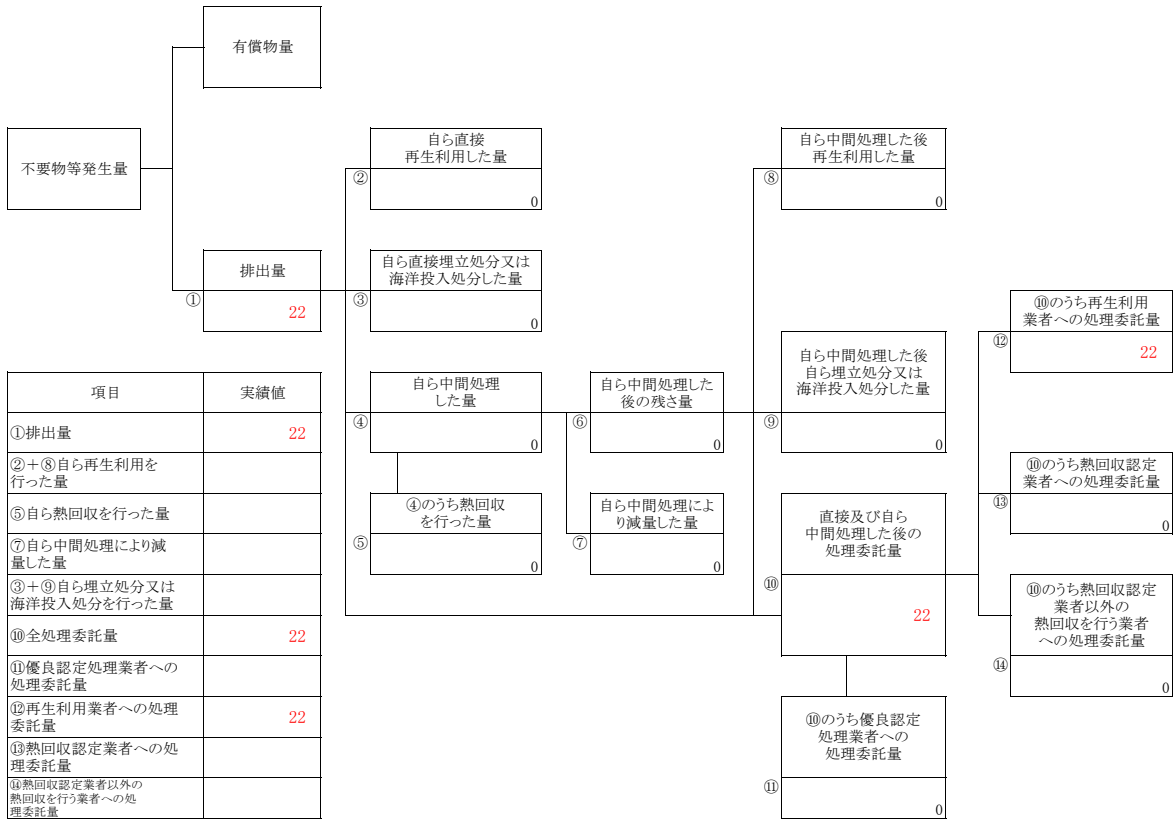 有償物量
不要物等発生量
自ら直接
再生利用した量
②
0
自ら中間処理した後
再生利用した量
⑧
0
排出量
①
22
自ら直接埋立処分又は
海洋投入処分した量
③
0
⑩のうち再生利用
業者への処理委託量
⑫
22
自ら中間処理した後
自ら埋立処分又は
海洋投入処分した量
⑨
0
自ら中間処理
した量
④
0
自ら中間処理した
後の残さ量
⑥
0
⑩のうち熱回収認定
業者への処理委託量
⑬
0
④のうち熱回収
を行った量
⑤
0
自ら中間処理によ
り減量した量
⑦
0
直接及び自ら
中間処理した後の
処理委託量
⑩
22
⑩のうち熱回収認定
業者以外の
熱回収を行う業者
への処理委託量
⑭
0
⑩のうち優良認定
処理業者への
処理委託量
⑪
0
項目 実績値
①排出量 22
②+⑧自ら再生利用を
行った量
⑤自ら熱回収を行った量
⑦自ら中間処理により減
量した量
③+⑨自ら埋立処分又は
海洋投入処分を行った量
⑩全処理委託量 22
⑪優良認定処理業者への
処理委託量
⑫再生利用業者への処理
委託量 22
⑬熱回収認定業者への処
理委託量
⑭熱回収認定業者以外の
熱回収を行う業者への処
理委託量